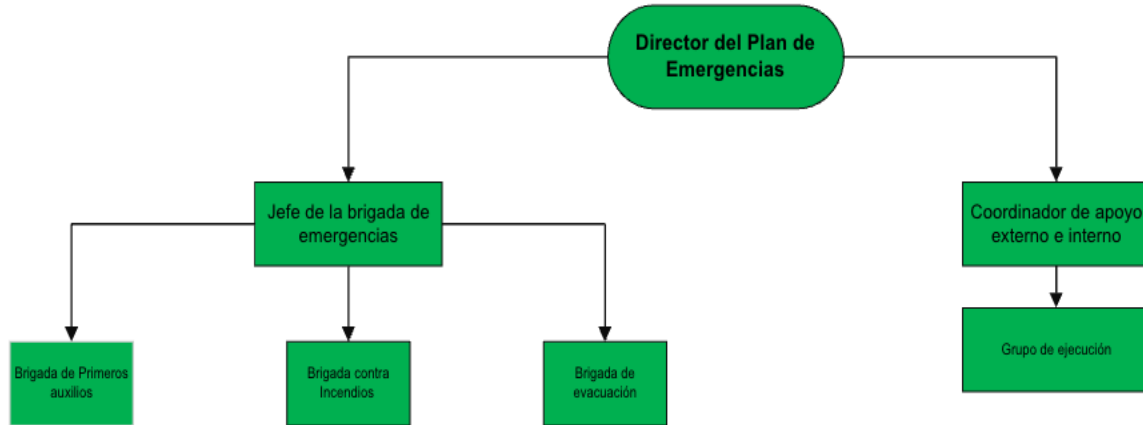 Director del Plan de
Emergencias
Jefe de la brigada de
emergencias
Coordinador de apoyo
externo e interno
Brigada de Primeros
auxilios
Brigada contra
Incendios
Brigada de
evacuación
Grupo de ejecución